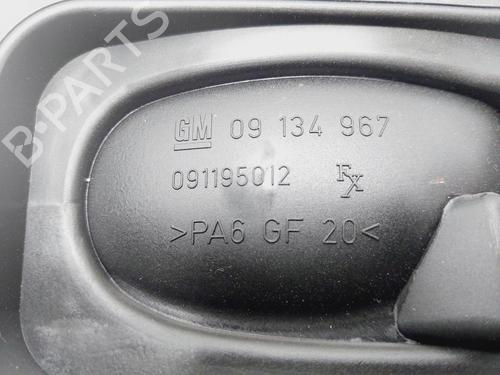 B-PARTS
GM 09 134 967
091195012 FX
>PA6 GF 20<